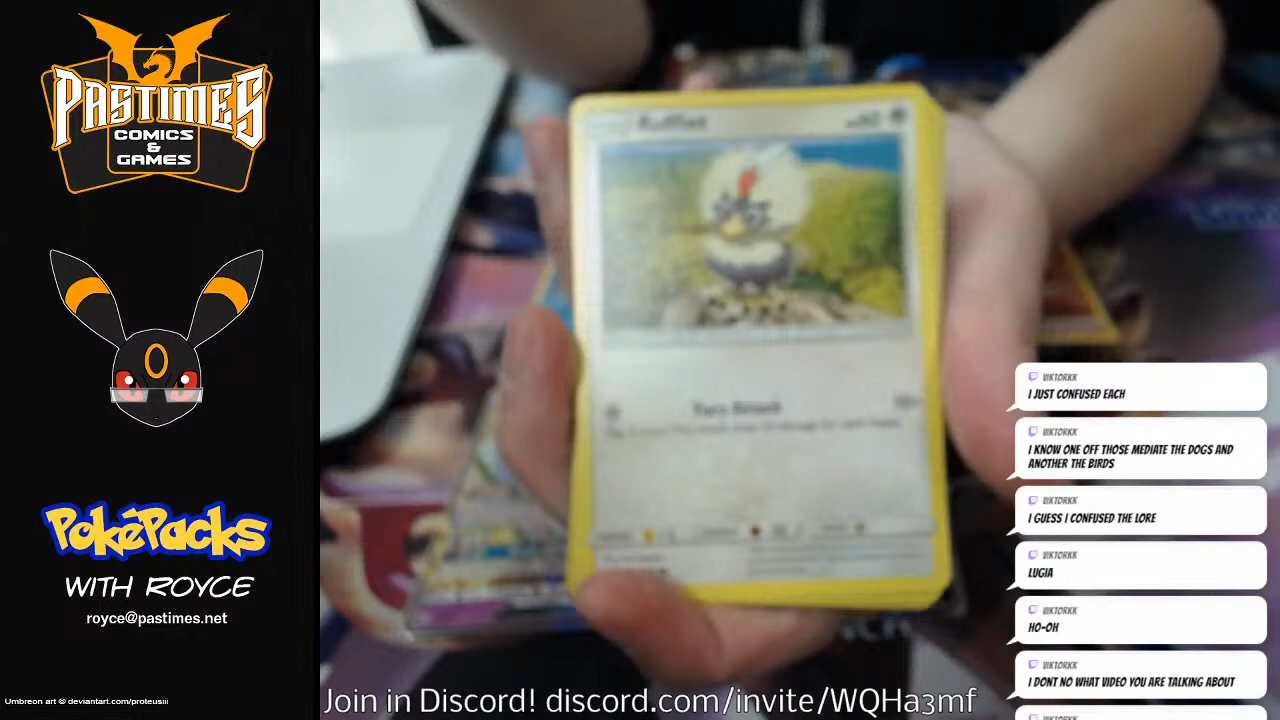 PASTIMES
COMICS
&
GAMES
PokéPacks
WITH ROYCE
royce@pastimes.net
Umbreon art © deviantart.com/proteusiii
Rufflet
Fury Attack
VIKTORKK
I JUST CONFUSED EACH
VIKTORKK
I KNOW ONE OFF THOSE MEDIATE THE DOGS AND
ANOTHER THE BIRDS
VIKTORKK
I GUESS I CONFUSED THE LORE
VIKTORKK
LUGIA
VIKTORKK
HO-OH
VIKTORKK
I DONT NO WHAT VIDEO YOU ARE TALKING ABOUT
Join in Discord! discord.com/invite/WQHa3mf